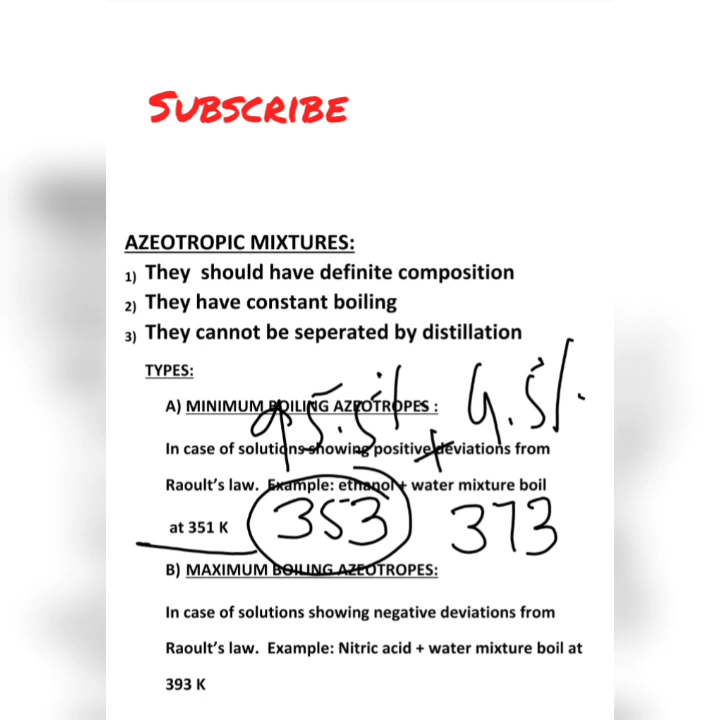 SUBSCRIBE
AZEOTROPIC MIXTURES:
1) They should have definite composition
2) They have constant boiling
3) They cannot be seperated by distillation
TYPES:
95.5% + 4.5%
A) MINIMUM BOILING AZEOTROPES :
In case of solutions showing positive deviations from
Raoult's law. Example: ethanol + water mixture boil
at 351 K
353 373
B) MAXIMUM BOILING AZEOTROPES:
In case of solutions showing negative deviations from
Raoult's law. Example: Nitric acid + water mixture boil at
393 K